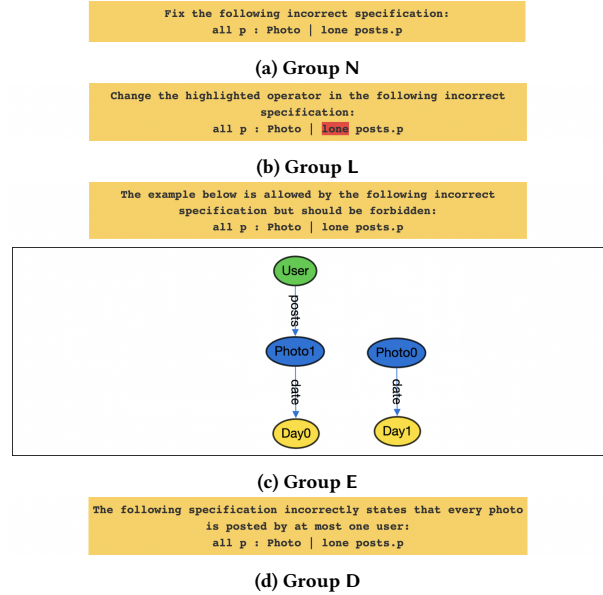 Fix the following incorrect specification:
all p : Photo | lone posts.p
(a) Group N
Change the highlighted operator in the following incorrect
specification:
all p : Photo | lone posts.p
(b) Group L
The example below is allowed by the following incorrect
specification but should be forbidden:
all p : Photo | lone posts.p
User
posts
Photo1
Photo0
date
date
Day0
Day1
(c) Group E
The following specification incorrectly states that every photo
is posted by at most one user:
all p : Photo | lone posts.p
(d) Group D